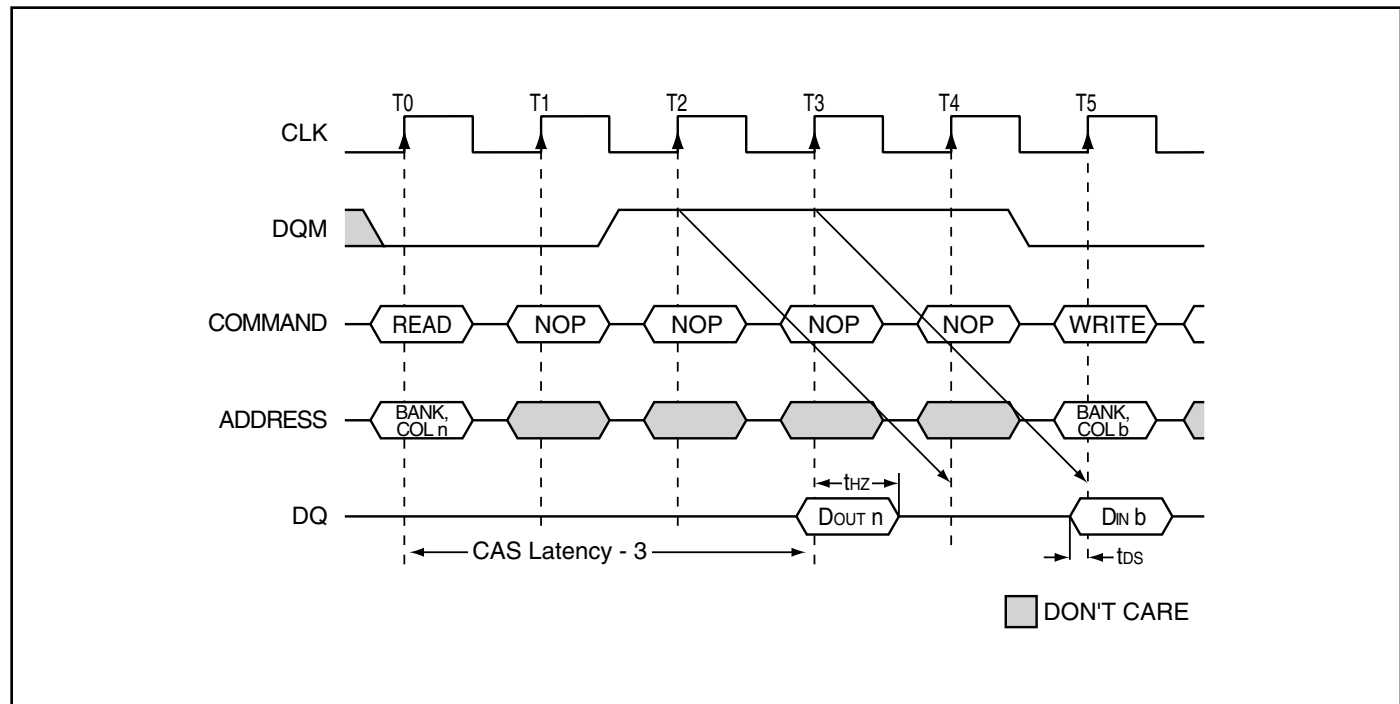 T0 T1 T2 T3 T4 T5
CLK
DQM
COMMAND READ NOP NOP NOP NOP WRITE
ADDRESS BANK, COL n BANK, COL b
tHZ
DQ DOUT n DIN b
CAS Latency - 3 tDS
DON'T CARE